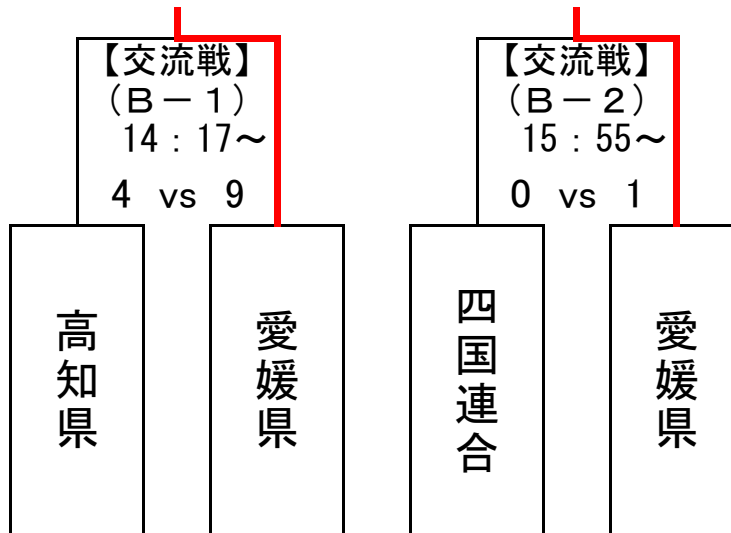 【交流戦】
（Ｂ－１）
14：17～
4 vs 9
高知県
愛媛県
【交流戦】
（Ｂ－２）
15：55～
0 vs 1
四国連合
愛媛県